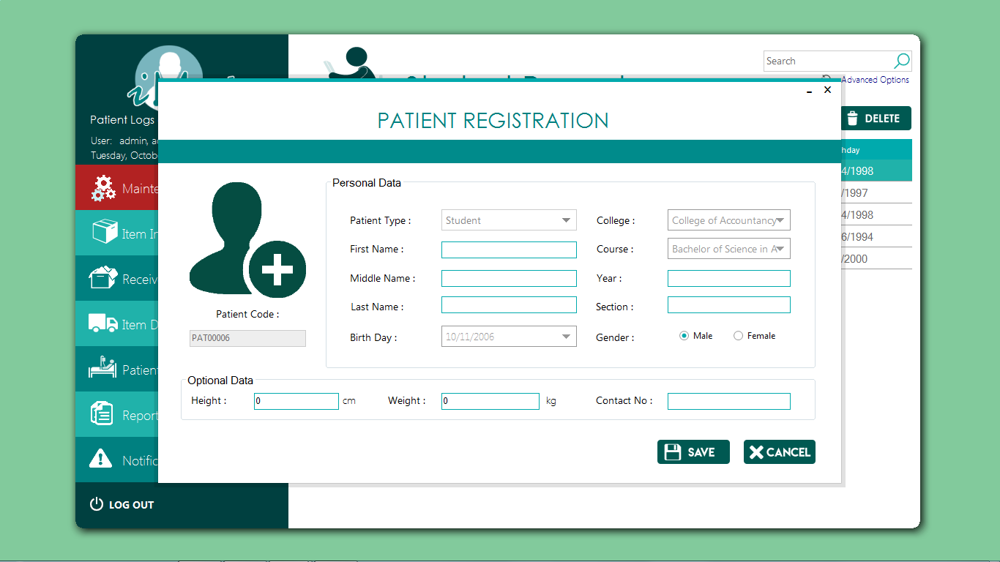 Search
Advanced Options
PATIENT REGISTRATION
Patient Logs
User: admin,
Tuesday,
DELETE
Personal Data
Patient Type : Student College : College of Accountancy
First Name : Course : Bachelor of Science in A
Middle Name : Year :
Last Name : Section :
Birth Day : 10/11/2006 Gender : Male Female
Patient Code :
PAT00006
Optional Data
Height : 0 cm Weight : 0 kg Contact No :
SAVE CANCEL
hday
4/1998
/1997
4/1998
6/1994
/2000
Mainte
Item In
Receiv
Item D
Patient
Report
Notific
LOG OUT